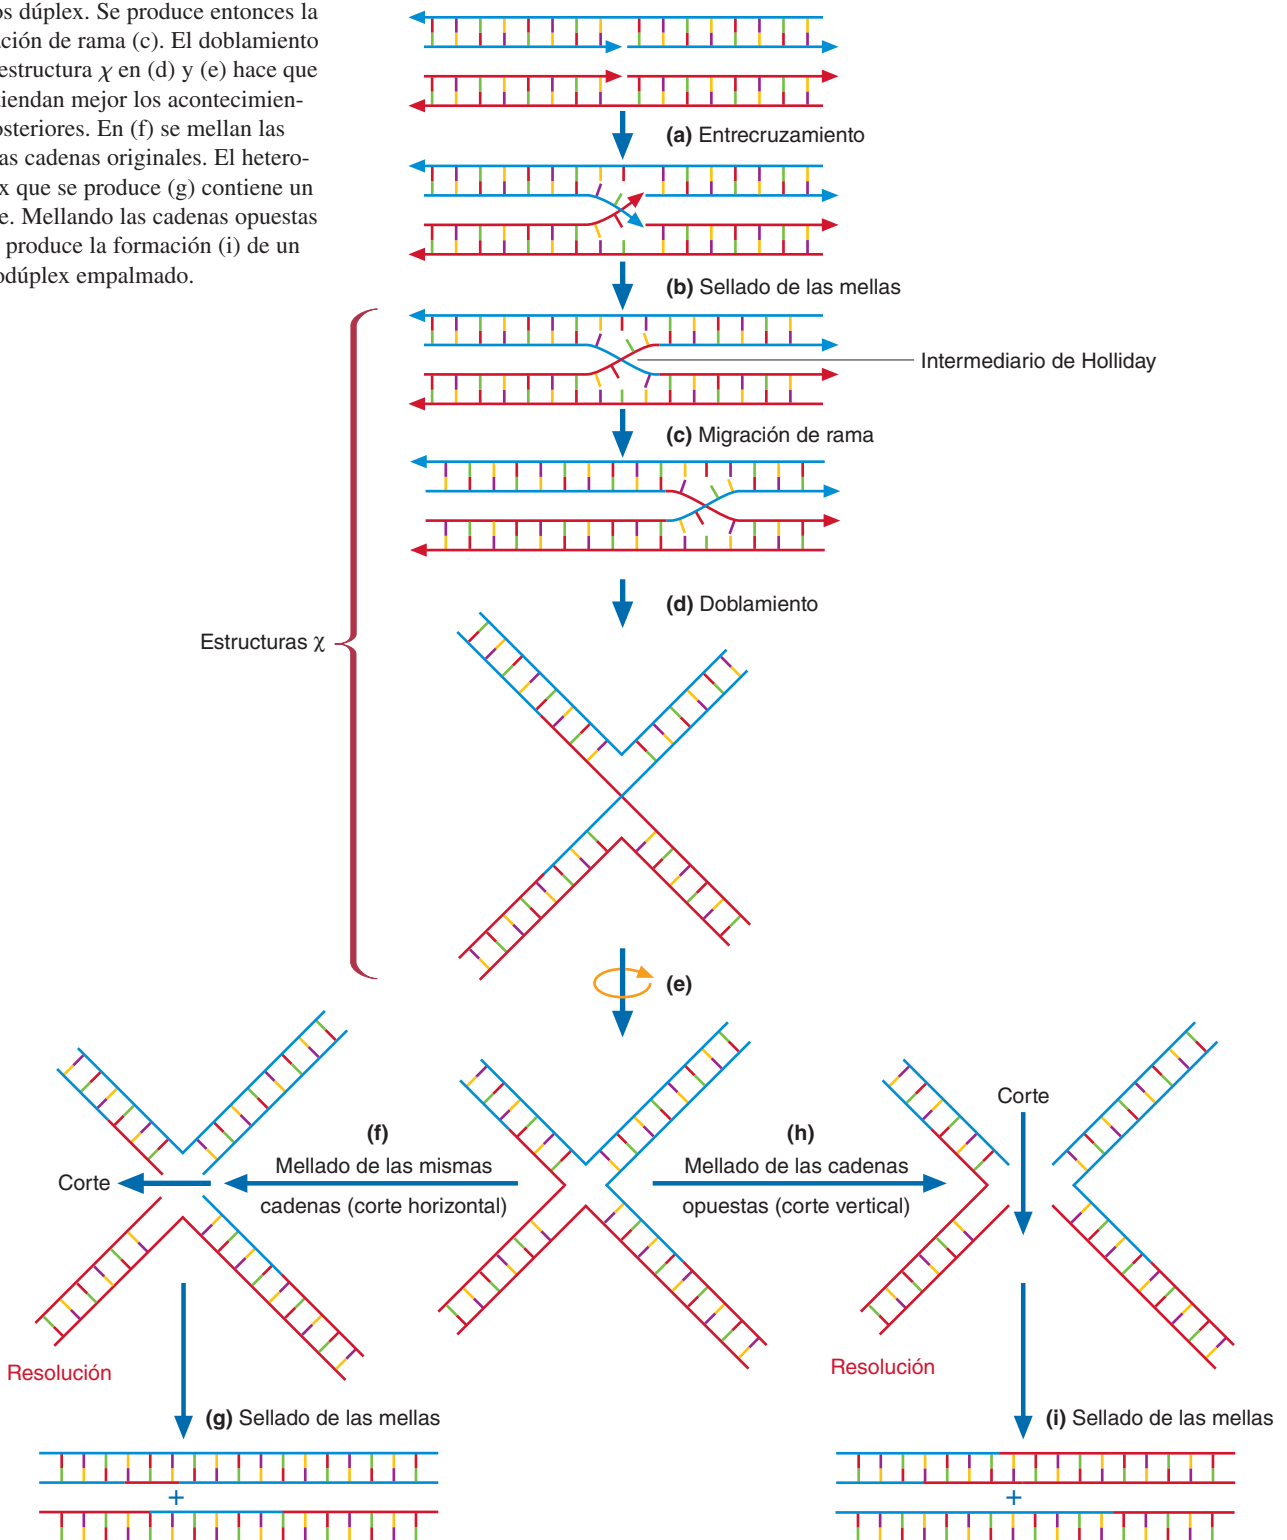 os dúplex. Se produce entonces la
ación de rama (c). El doblamiento
estructura χ en (d) y (e) hace que
tiendan mejor los acontecimien-
osteriores. En (f) se mellan las
as cadenas originales. El hetero-
x que se produce (g) contiene un
e. Mellando las cadenas opuestas
produce la formación (i) de un
odúplex empalmado.
(a) Entrecruzamiento
(b) Sellado de las mellas
Intermediario de Holliday
(c) Migración de rama
(d) Doblamiento
Estructuras χ
(e)
Corte
(f)
Mellado de las mismas
cadenas (corte horizontal)
(h)
Mellado de las cadenas
opuestas (corte vertical)
Corte
Resolución
Resolución
(g) Sellado de las mellas
(i) Sellado de las mellas
+
+